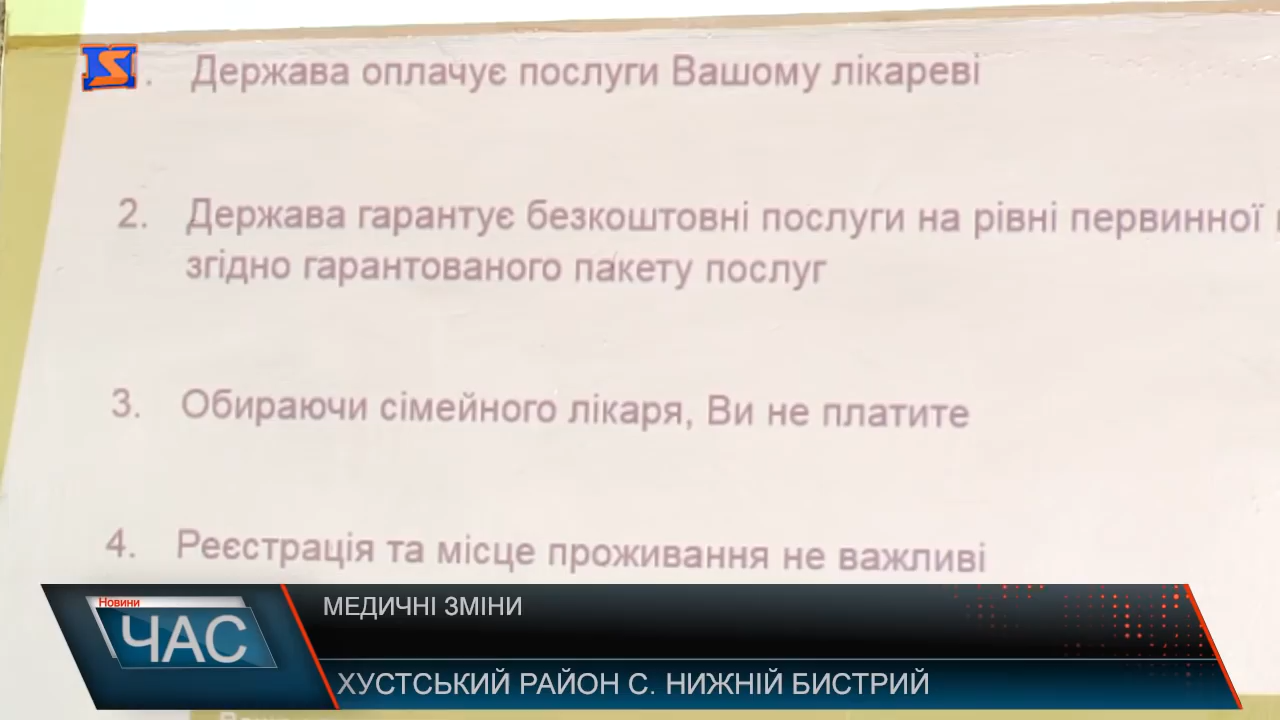 . Держава оплачує послуги Вашому лікареві
2. Держава гарантує безкоштовні послуги на рівні первинної
згідно гарантованого пакету послуг
3. Обираючи сімейного лікаря, Ви не платите
4. Реєстрація та місце проживання не важливі
Новини
ЧАС
МЕДИЧНІ ЗМІНИ
ХУСТСЬКИЙ РАЙОН С. НИЖНІЙ БИСТРИЙ